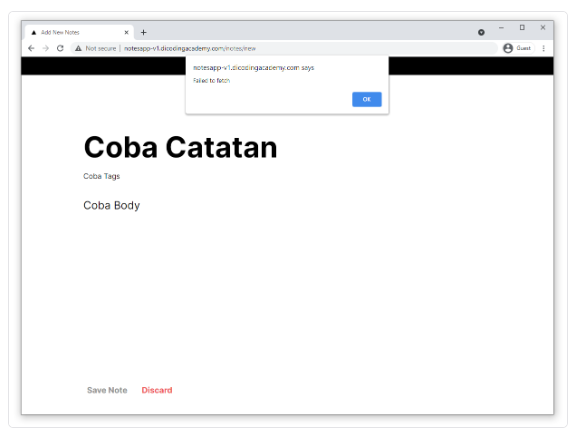 Add New Notes
Not secure | notesapp-v1.dicodingacademy.com/notes/new
Guest
notesapp-v1.dicodingacademy.com says
Failed to fetch
OK
Coba Catatan
Coba Tags
Coba Body
Save Note Discard